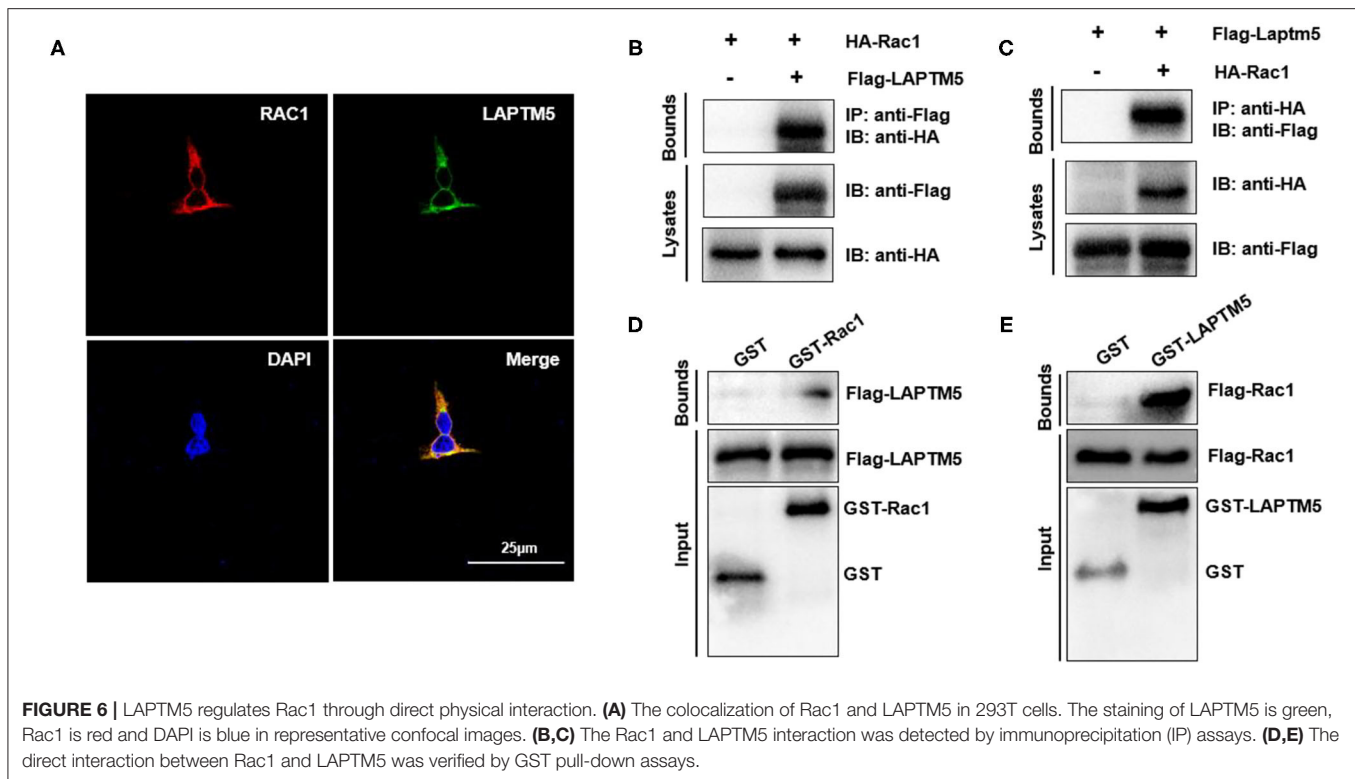 A
RAC1
LAPTM5
DAPI
Merge
25µm
B
+ + HA-Rac1
- + Flag-LAPTM5
Bounds
IP: anti-Flag
IB: anti-HA
Lysates
IB: anti-Flag
IB: anti-HA
C
+ + Flag-Laptm5
- + HA-Rac1
Bounds
IP: anti-HA
IB: anti-Flag
Lysates
IB: anti-HA
IB: anti-Flag
D
GST GST-Rac1
Bounds
Flag-LAPTM5
Input
Flag-LAPTM5
GST-Rac1
GST
E
GST GST-LAPTM5
Bounds
Flag-Rac1
Input
Flag-Rac1
GST-LAPTM5
GST
FIGURE 6 | LAPTM5 regulates Rac1 through direct physical interaction. (A) The colocalization of Rac1 and LAPTM5 in 293T cells. The staining of LAPTM5 is green,
Rac1 is red and DAPI is blue in representative confocal images. (B,C) The Rac1 and LAPTM5 interaction was detected by immunoprecipitation (IP) assays. (D,E) The
direct interaction between Rac1 and LAPTM5 was verified by GST pull-down assays.